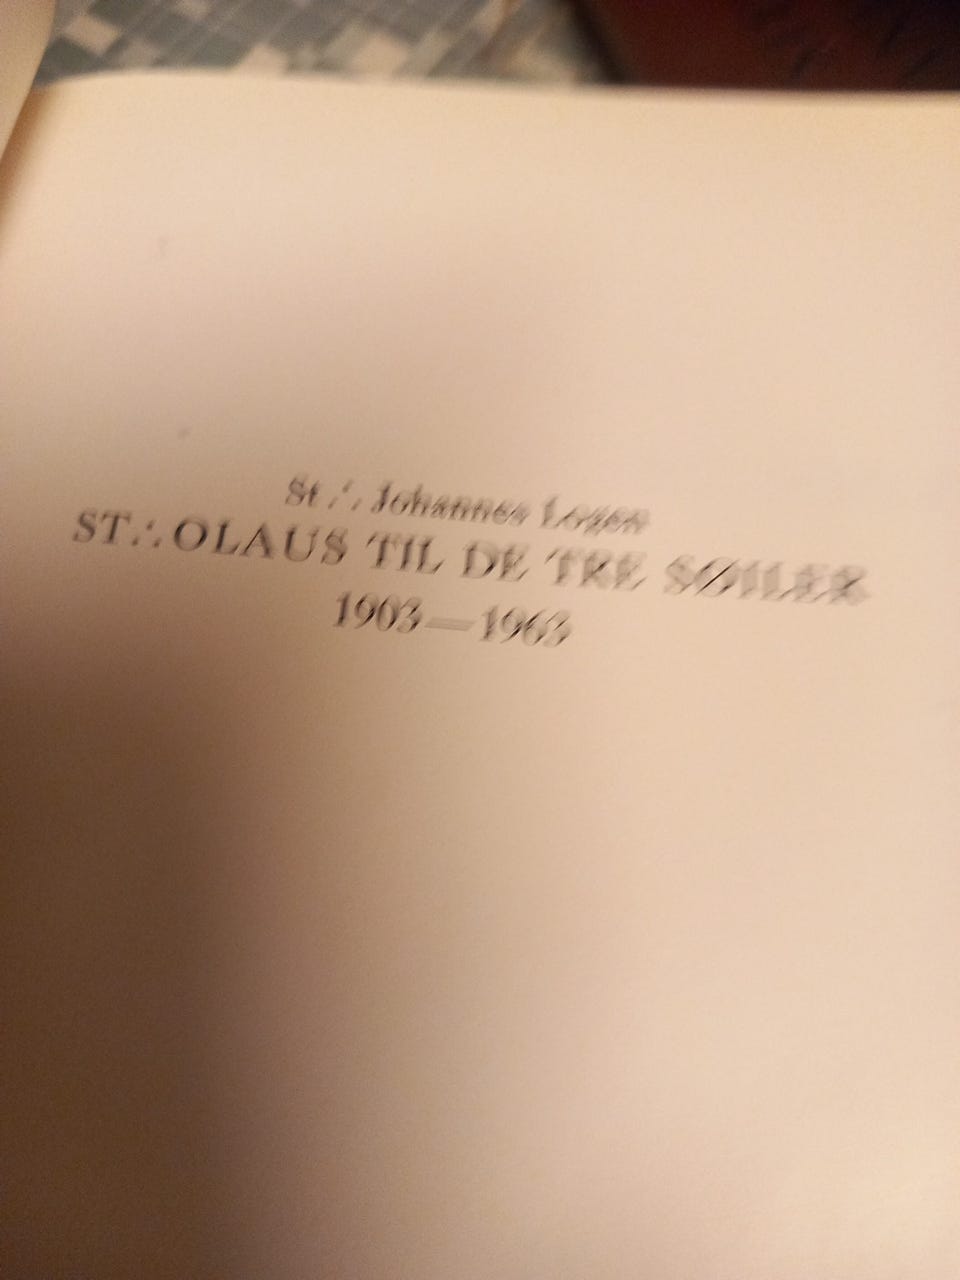 St∴ Johannes Logen
ST∴ OLAUS TIL DE TRE SØILER
1903—1963